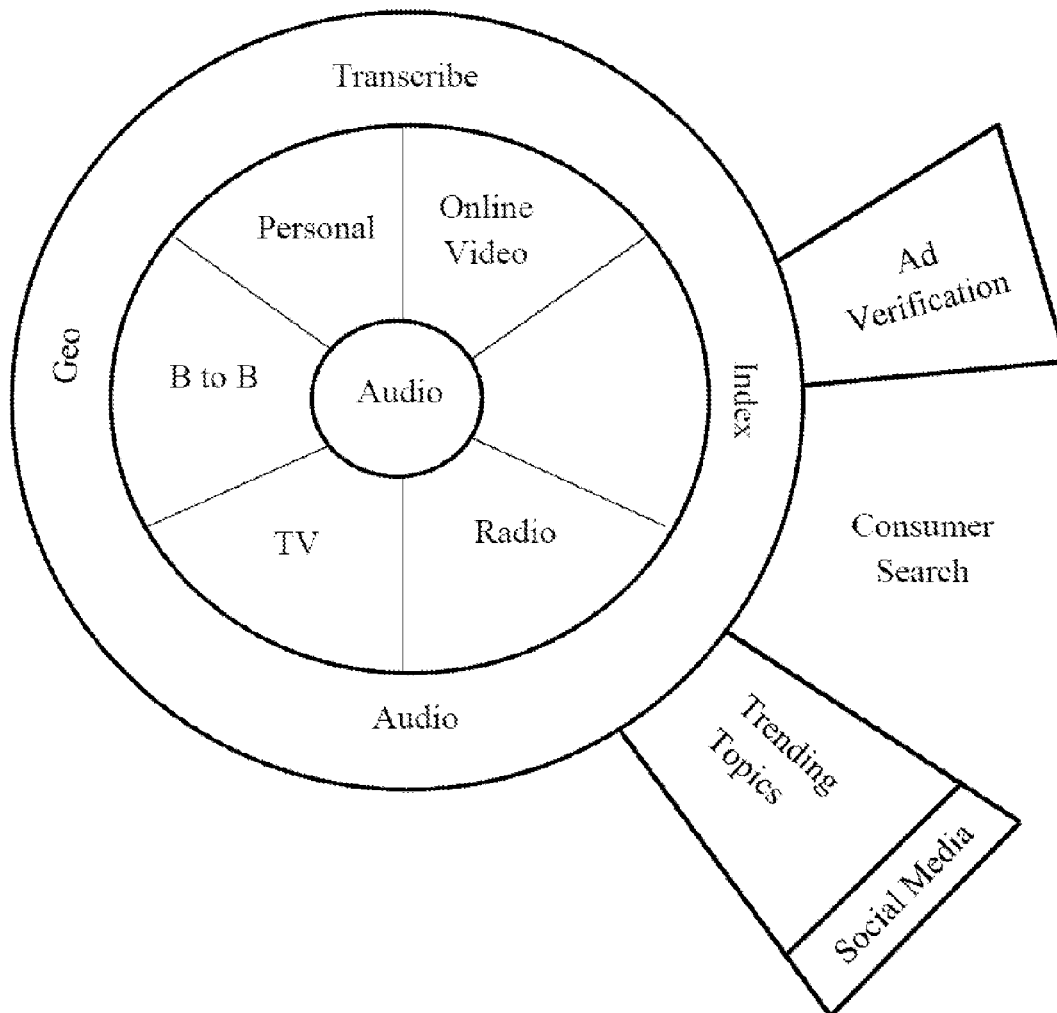 Transcribe
Personal
Online
Video
Ad
Verification
Geo
B to B
Audio
Index
TV
Radio
Consumer
Search
Audio
Trending
Topics
Social Media